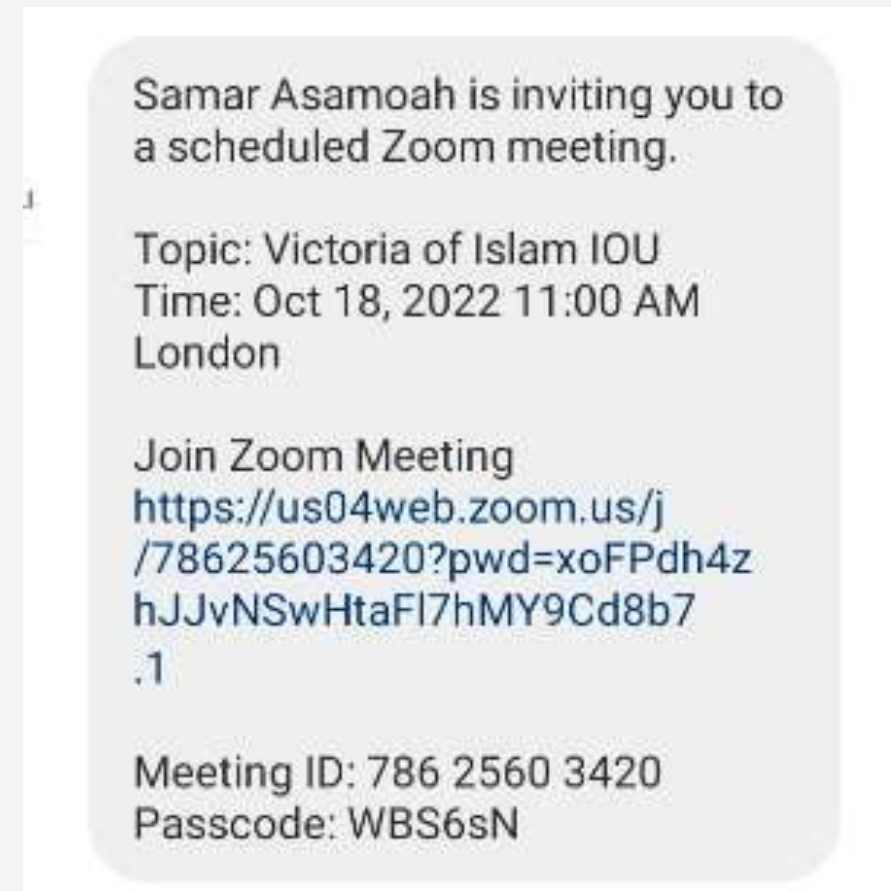 Samar Asamoah is inviting you to
a scheduled Zoom meeting.
Topic: Victoria of Islam IOU
Time: Oct 18, 2022 11:00 AM
London
Join Zoom Meeting
https://us04web.zoom.us/j
/78625603420?pwd=xoFPdh4z
hJJvNSwHtaFl7hMY9Cd8b7
.1
Meeting ID: 786 2560 3420
Passcode: WBS6sN